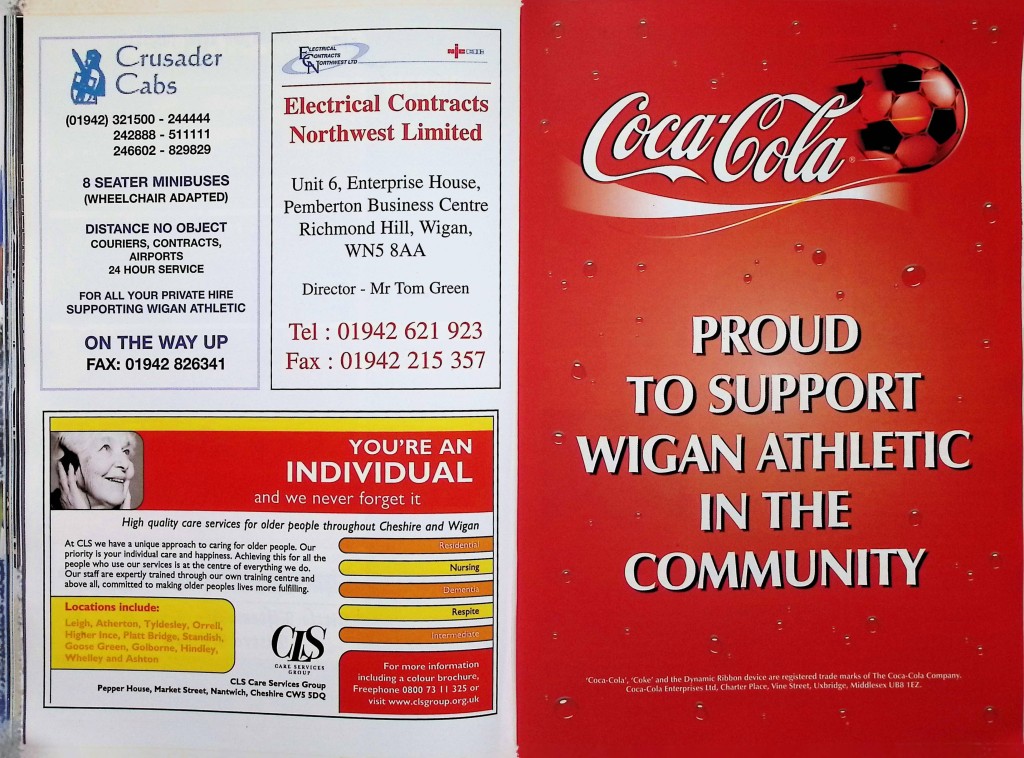 Crusader
Cabs
(01942) 321500 - 244444
242888 - 511111
246602 - 829829
8 SEATER MINIBUSES
(WHEELCHAIR ADAPTED)
DISTANCE NO OBJECT
COURIERS, CONTRACTS,
AIRPORTS
24 HOUR SERVICE
FOR ALL YOUR PRIVATE HIRE
SUPPORTING WIGAN ATHLETIC
ON THE WAY UP
FAX: 01942 826341
ELECTRICAL
CONTRACTS
NORTHWEST LTD
Electrical Contracts
Northwest Limited
Unit 6, Enterprise House,
Pemberton Business Centre
Richmond Hill, Wigan,
WN5 8AA
Director - Mr Tom Green
Tel : 01942 621 923
Fax : 01942 215 357
YOU'RE AN
INDIVIDUAL
and we never forget it
High quality care services for older people throughout Cheshire and Wigan
At CLS we have a unique approach to caring for older people. Our
priority is your individual care and happiness. Achieving this for all the
people who use our services is at the centre of everything we do.
Our staff are expertly trained through our own training centre and
above all, committed to making older peoples lives more fulfilling.
Residential
Nursing
Dementia
Respite
Intermediate
Locations include:
Leigh, Atherton, Tyldesley, Orrell,
Higher Ince, Platt Bridge, Standish,
Goose Green, Golborne, Hindley,
Whelley and Ashton
CLS
CARE SERVICES
GROUP
CLS Care Services Group
Pepper House, Market Street, Nantwich, Cheshire CW5 5DQ
For more information
including a colour brochure,
Freephone 0800 73 11 325 or
visit www.clsgroup.org.uk
Coca-Cola®
PROUD
TO SUPPORT
WIGAN ATHLETIC
IN THE
COMMUNITY
'Coca-Cola', 'Coke' and the Dynamic Ribbon device are registered trade marks of The Coca-Cola Company.
Coca-Cola Enterprises Ltd, Charter Place, Vine Street, Uxbridge, Middlesex UB8 1EZ.